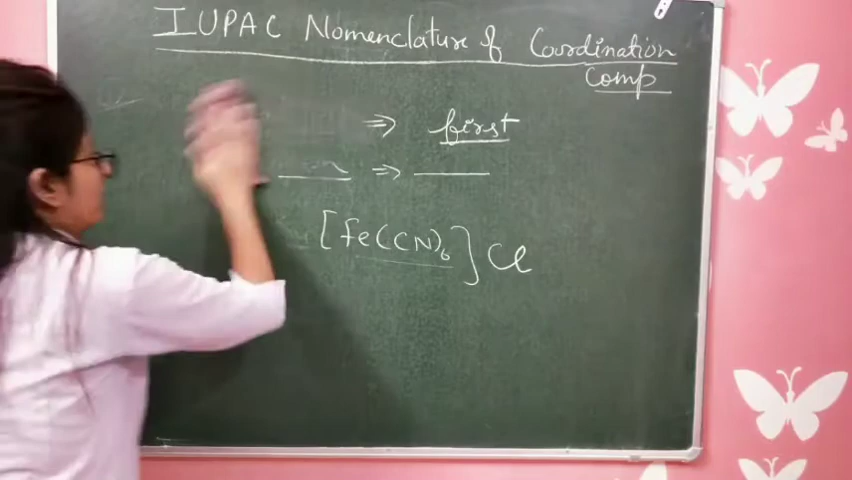 IUPAC Nomenclature of Coordination
Comp
⇒ first
⇒
[Fe(CN)6]Cl